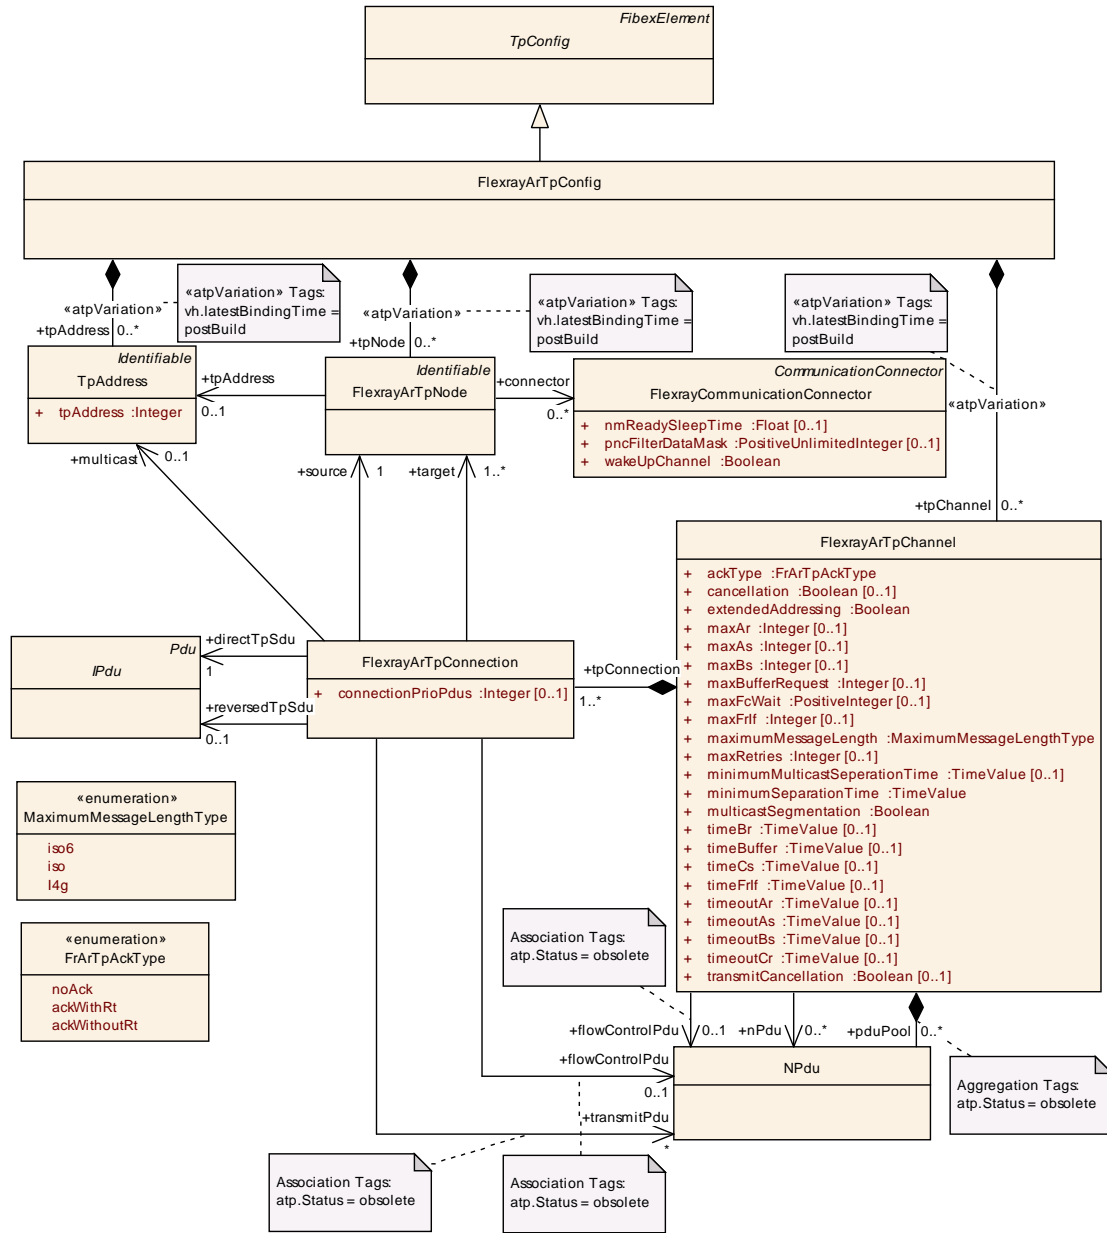 FibexElement
TpConfig
FlexrayArTpConfig
«atpVariation» Tags:
vh.latestBindingTime =
postBuild
«atpVariation» Tags:
vh.latestBindingTime =
postBuild
«atpVariation» Tags:
vh.latestBindingTime =
postBuild
«atpVariation»
+tpAddress 0..*
«atpVariation»
+tpNode 0..*
«atpVariation»
+tpChannel 0..*
Identifiable
TpAddress
+ tpAddress :Integer
+tpAddress
0..1
Identifiable
FlexrayArTpNode
+connector
0..*
CommunicationConnector
FlexrayCommunicationConnector
+ nmReadySleepTime :Float [0..1]
+ pncFilterDataMask :PositiveUnlimitedInteger [0..1]
+ wakeUpChannel :Boolean
+multicast 0..1
+source 1
+target 1..*
FlexrayArTpChannel
+ ackType :FrArTpAckType
+ cancellation :Boolean [0..1]
+ extendedAddressing :Boolean
+ maxAr :Integer [0..1]
+ maxAs :Integer [0..1]
+ maxBs :Integer [0..1]
+ maxBufferRequest :Integer [0..1]
+ maxFcWait :PositiveInteger [0..1]
+ maxFrIf :Integer [0..1]
+ maximumMessageLength :MaximumMessageLengthType
+ maxRetries :Integer [0..1]
+ minimumMulticastSeperationTime :TimeValue [0..1]
+ minimumSeparationTime :TimeValue
+ multicastSegmentation :Boolean
+ timeBr :TimeValue [0..1]
+ timeBuffer :TimeValue [0..1]
+ timeCs :TimeValue [0..1]
+ timeFrIf :TimeValue [0..1]
+ timeoutAr :TimeValue [0..1]
+ timeoutAs :TimeValue [0..1]
+ timeoutBs :TimeValue [0..1]
+ timeoutCr :TimeValue [0..1]
+ transmitCancellation :Boolean [0..1]
Pdu
IPdu
+directTpSdu
1
+reversedTpSdu
0..1
FlexrayArTpConnection
+ connectionPrioPdus :Integer [0..1]
+tpConnection
1..*
«enumeration»
MaximumMessageLengthType
iso6
iso
l4g
«enumeration»
FrArTpAckType
noAck
ackWithRt
ackWithoutRt
Association Tags:
atp.Status = obsolete
+flowControlPdu 0..1
+nPdu 0..*
+pduPool 0..*
+flowControlPdu
0..1
+transmitPdu
*
NPdu
Aggregation Tags:
atp.Status = obsolete
Association Tags:
atp.Status = obsolete
Association Tags:
atp.Status = obsolete